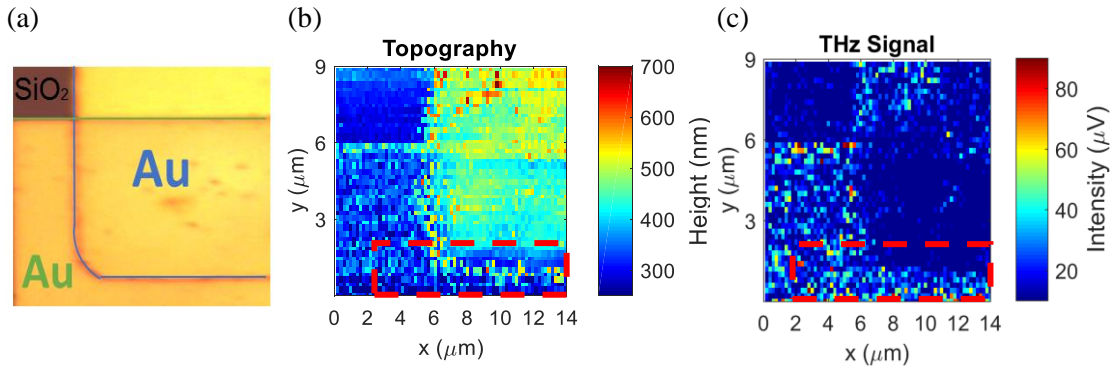 (a)
(b)
(c)
SiO₂
Au
Au
Topography
9
6
3
y (μm)
0 2 4 6 8 10 12 14
x (μm)
700
600
500
400
300
Height (nm)
THz Signal
9
6
3
y (μm)
0 2 4 6 8 10 12 14
x (μm)
80
60
40
20
Intensity (μV)